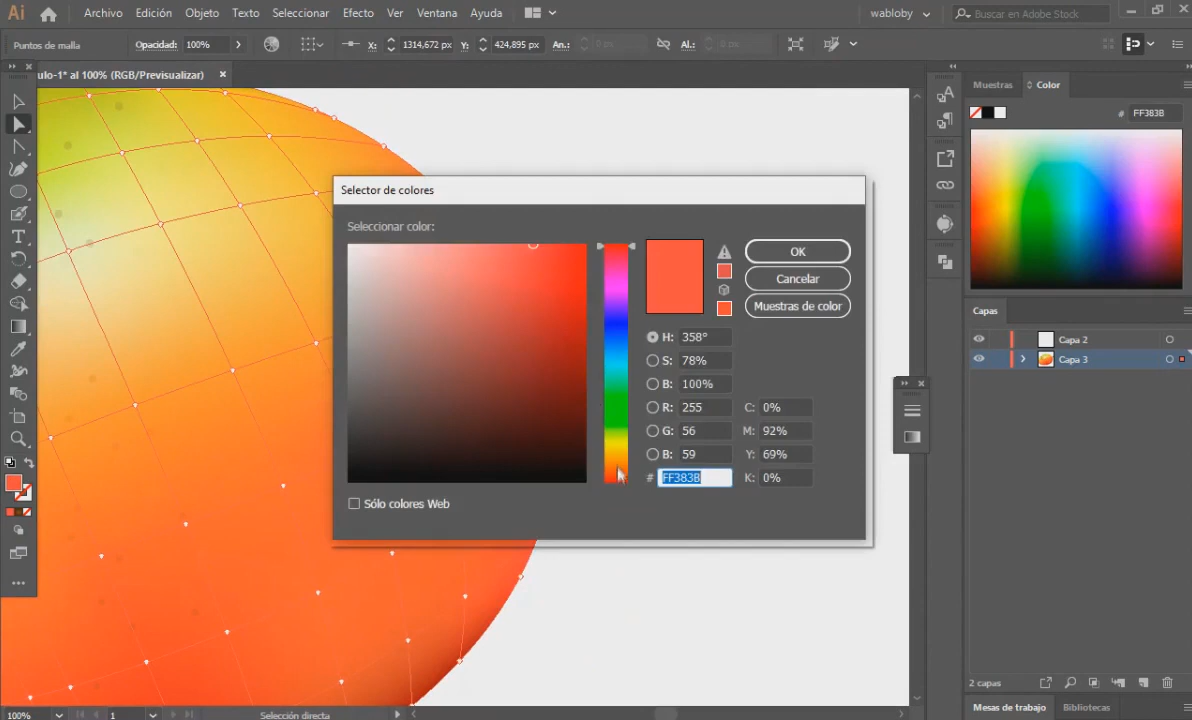 Ai Archivo Edición Objeto Texto Seleccionar Efecto Ver Ventana Ayuda wabloby Buscar en Adobe Stock
Puntos de malla Opacidad: 100% X: 1314,672 px Y: 424,895 px An.: 0 px Al.: 0 px
ulo-1* al 100% (RGB/Previsualizar) ×
Muestras Color
# FF383B
Selector de colores
Seleccionar color:
OK
Cancelar
Muestras de color
H: 358°
S: 78%
B: 100%
R: 255 C: 0%
G: 56 M: 92%
B: 59 Y: 69%
# FF383B K: 0%
Sólo colores Web
Capas
Capa 2
Capa 3
2 capas
Mesas de trabajo Bibliotecas
100% 1 Selección directa